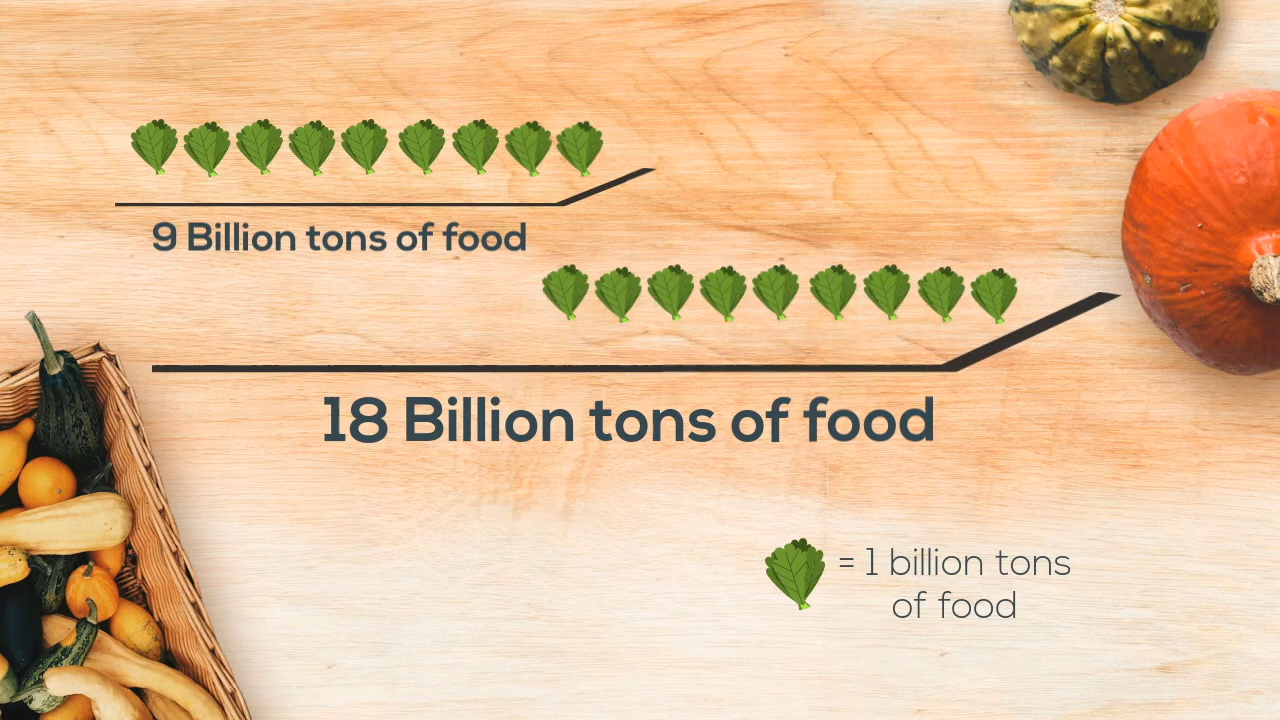 9 Billion tons of food
18 Billion tons of food
= 1 billion tons
of food